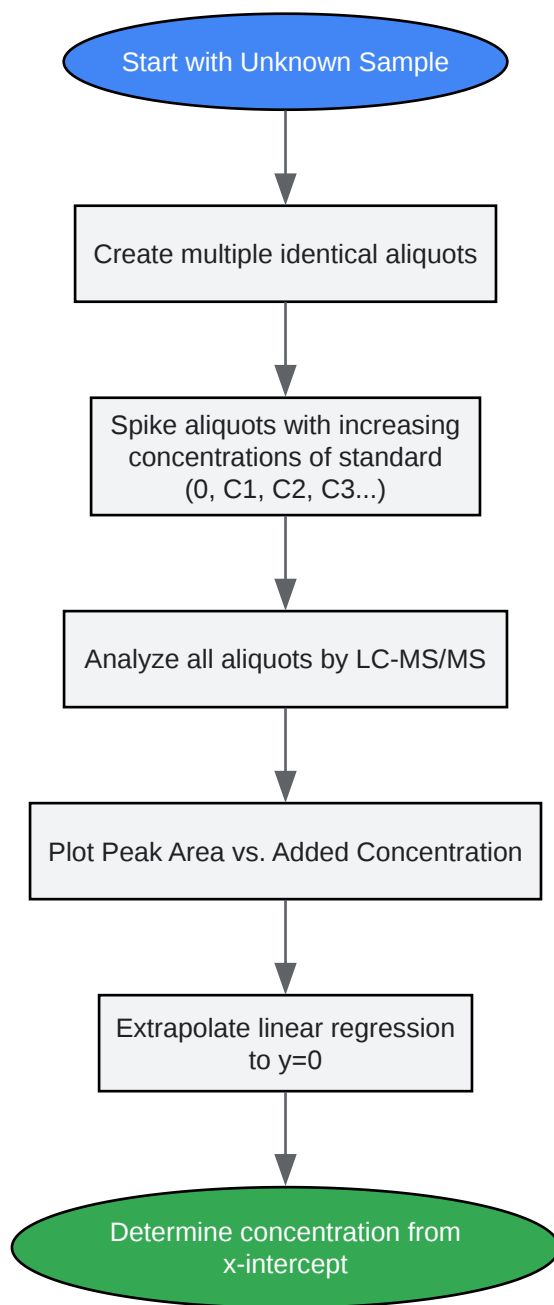 Start with Unknown Sample
Create multiple identical aliquots
Spike aliquots with increasing
concentrations of standard
(0, C1, C2, C3...)
Analyze all aliquots by LC-MS/MS
Plot Peak Area vs. Added Concentration
Extrapolate linear regression
to y=0
Determine concentration from
x-intercept